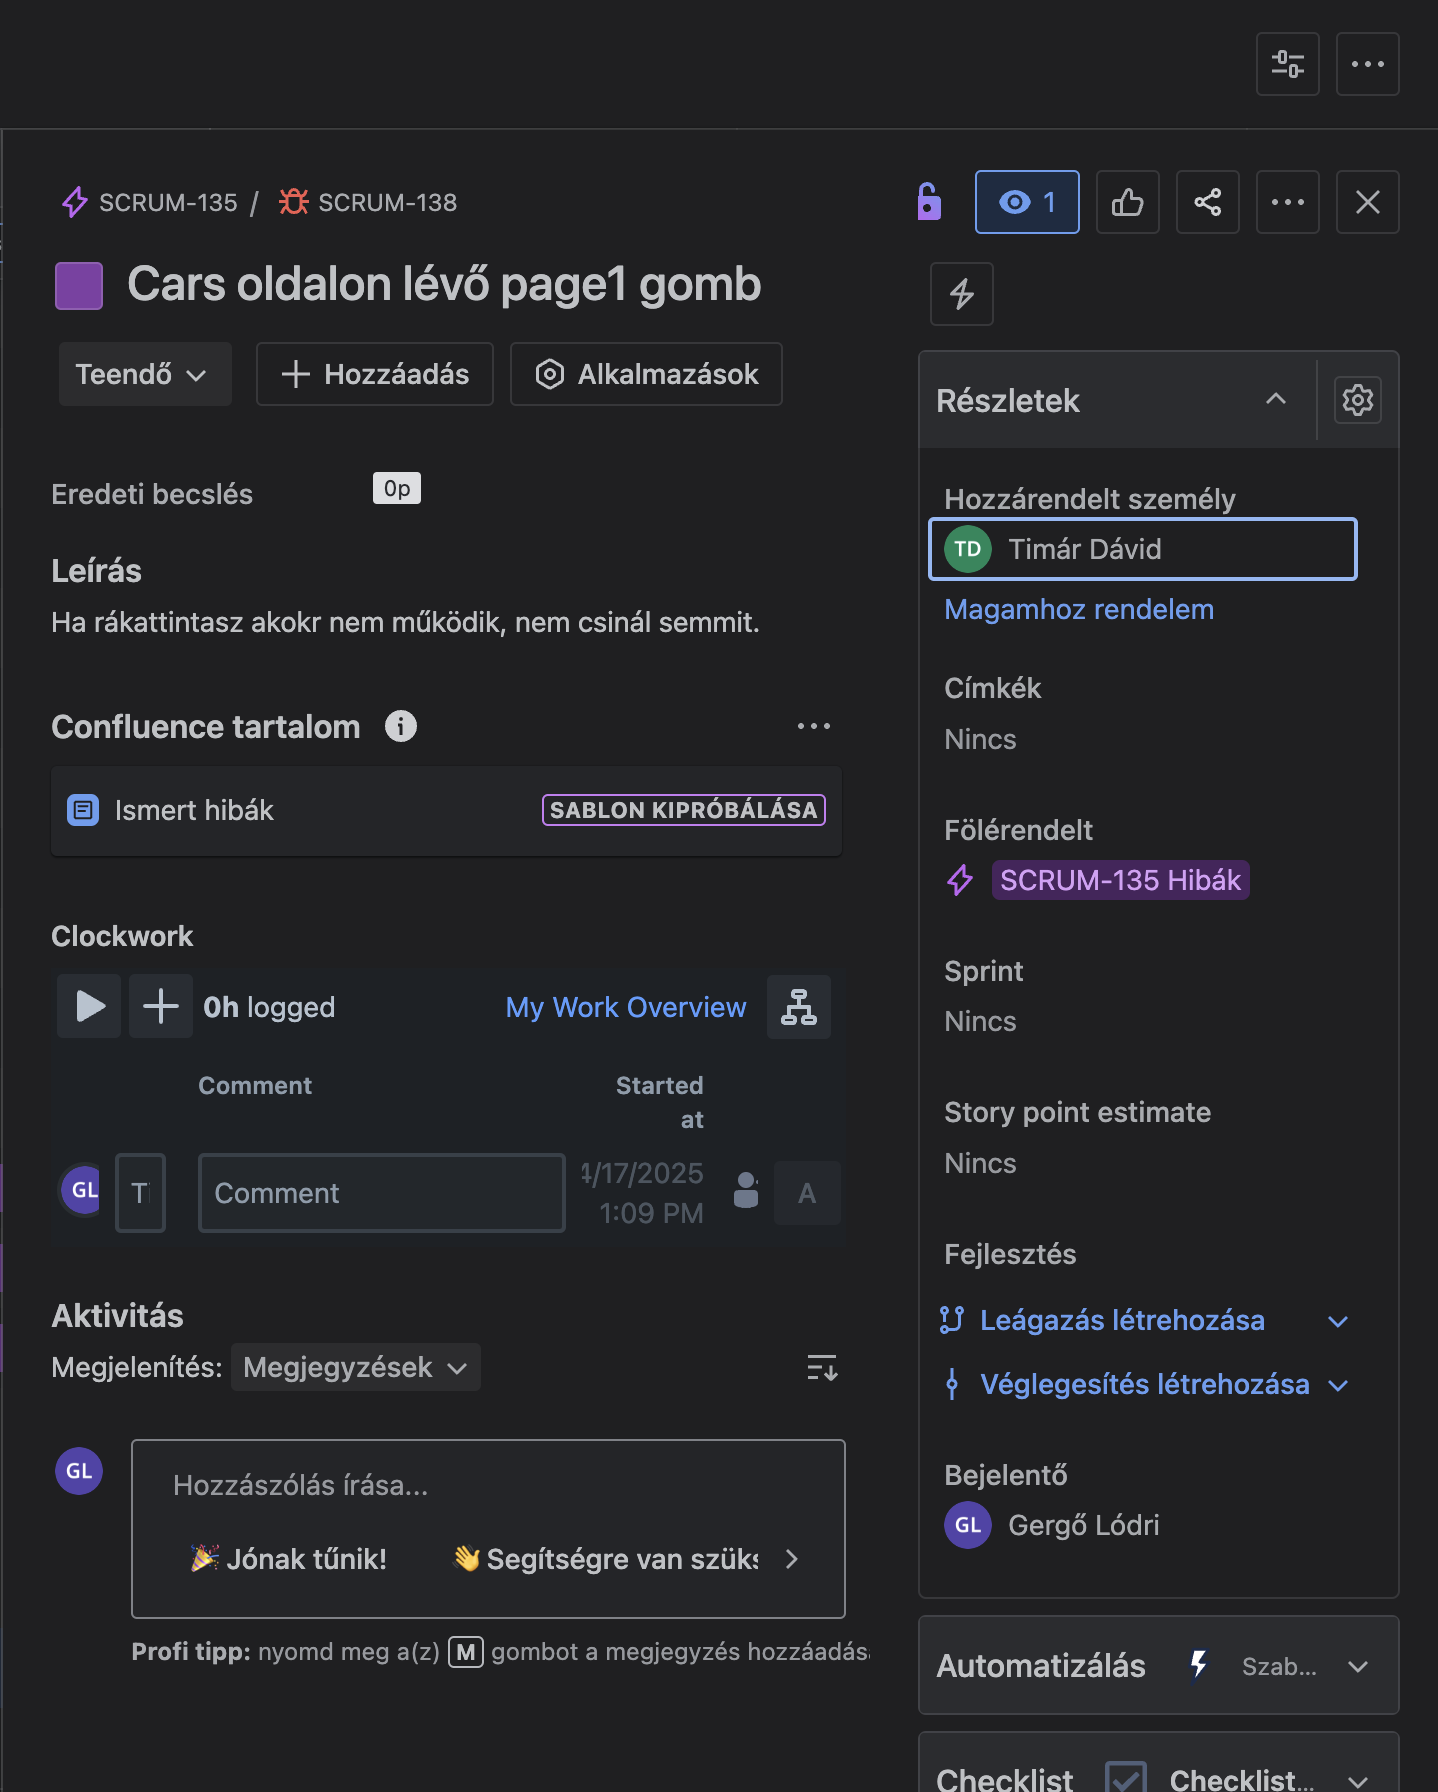 SCRUM-135 / SCRUM-138
1
Cars oldalon lévő page1 gomb
Teendő
Hozzáadás
Alkalmazások
Eredeti becslés
0p
Leírás
Ha rákattintasz akokr nem működik, nem csinál semmit.
Confluence tartalom
Ismert hibák
SABLON KIPRÓBÁLÁSA
Clockwork
0h logged
My Work Overview
Comment
Started
at
GL
Ti
Comment
4/17/2025
1:09 PM
A
Aktivitás
Megjelenítés:
Megjegyzések
GL
Hozzászólás írása...
🎉 Jónak tűnik!
👋 Segítségre van szüks
Profi tipp: nyomd meg a(z) M gombot a megjegyzés hozzáadás
Részletek
Hozzárendelt személy
TD
Timár Dávid
Magamhoz rendelem
Címkék
Nincs
Fölérendelt
SCRUM-135 Hibák
Sprint
Nincs
Story point estimate
Nincs
Fejlesztés
Leágazás létrehozása
Véglegesítés létrehozása
Bejelentő
GL
Gergő Lódri
Automatizálás
Szab...
Checklist
Checklist...